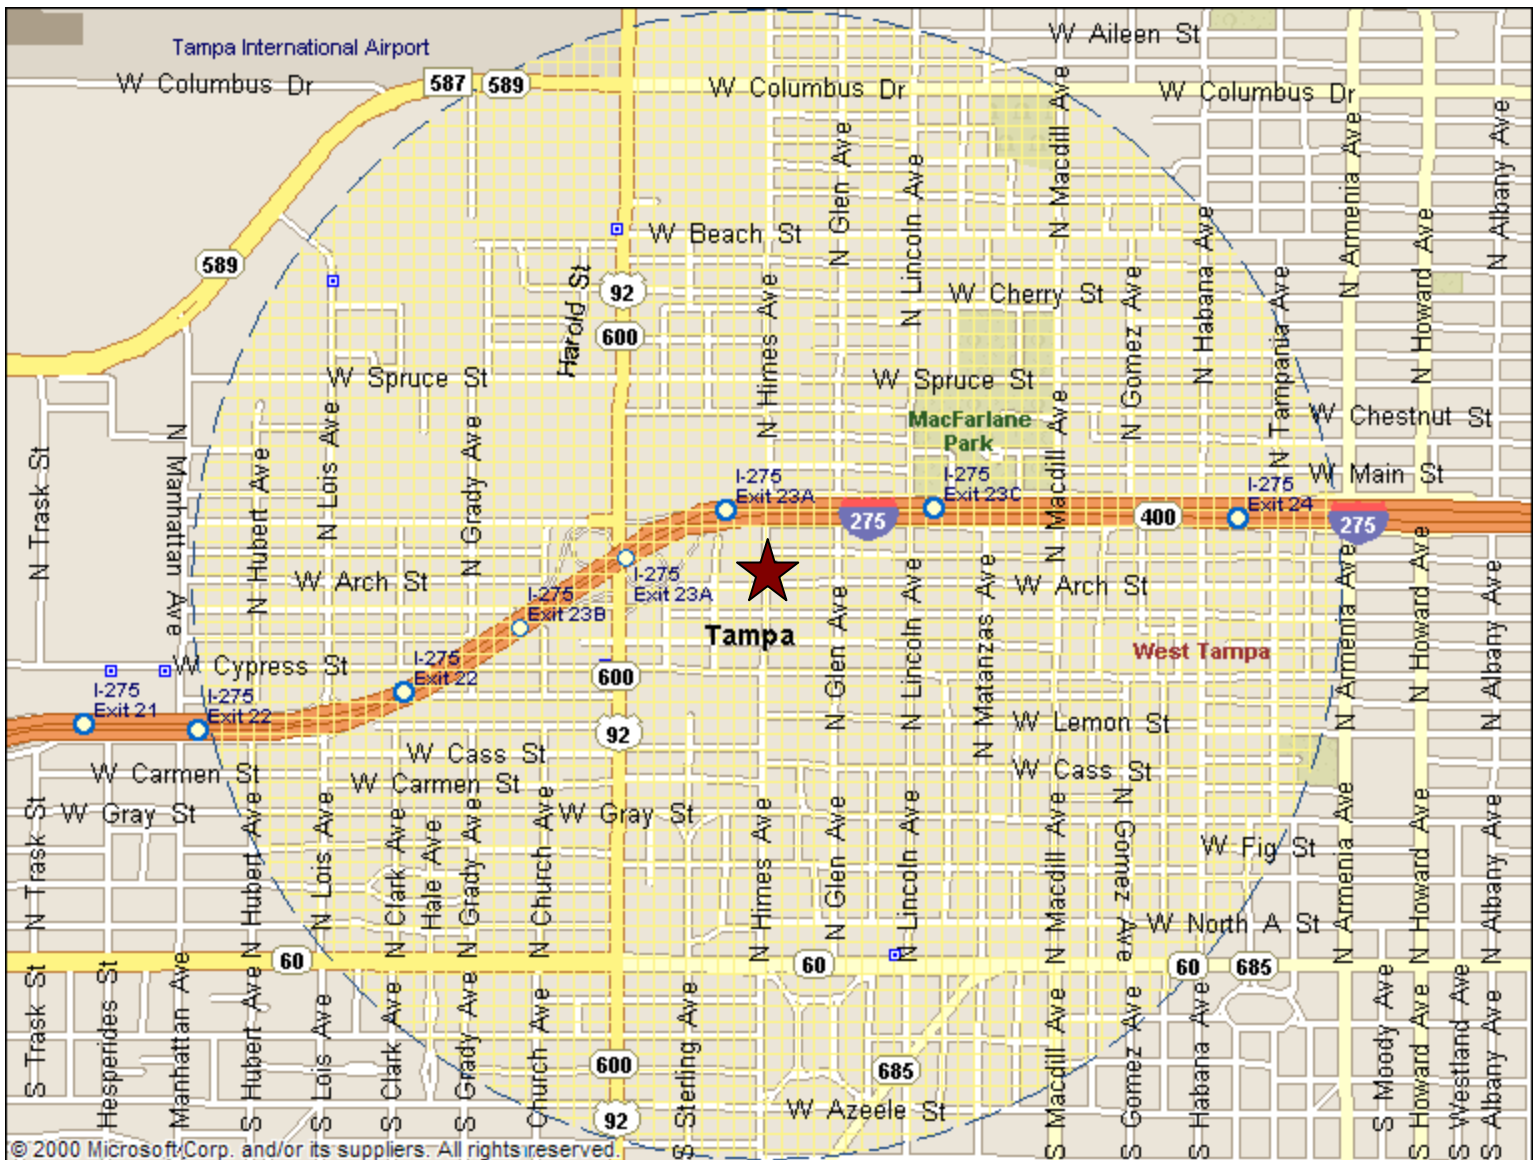 W Aileen St
Tampa International Airport
W Columbus Dr
587
589
W Columbus Dr
W Columbus Dr
N Macdill Ave
N Glen Ave
N Lincoln Ave
N Armenia Ave
N Albany Ave
W Beach St
589
Harold St
92
600
N Himes Ave
W Cherry St
N Gomez Ave
N Habana Ave
N Tampania Ave
N Howard Ave
W Spruce St
W Spruce St
MacFarlane
Park
W Chestnut St
W Main St
N Trask St
N Manhattan Ave
N Hubert Ave
N Lois Ave
N Grady Ave
N Macdill Ave
I-275
Exit 23A
I-275
Exit 23C
I-275
Exit 24
275
400
275
W Arch St
I-275
Exit 23A
I-275
Exit 23B
W Arch St
Tampa
N Glen Ave
N Lincoln Ave
N Matanzas Ave
West Tampa
N Armenia Ave
N Howard Ave
N Albany Ave
W Cypress St
I-275
Exit 22
600
I-275
Exit 21
I-275
Exit 22
92
W Lemon St
W Cass St
W Cass St
W Carmen St
W Carmen St
W Gray St
W Gray St
N Trask St
N Hubert Ave
N Lois Ave
N Clark Ave
Hale Ave
N Grady Ave
N Church Ave
N Himes Ave
N Glen Ave
N Lincoln Ave
N Macdill Ave
N Gomez Ave
W Fig St
N Armenia Ave
N Howard Ave
N Albany Ave
W North A St
60
60
60
685
S Trask St
Hesperides St
Manhattan Ave
S Hubert Ave
Lois Ave
S Clark Ave
Grady Ave
Church Ave
600
S Sterling Ave
685
S Macdill Ave
S Gomez Ave
S Habana Ave
S Moody Ave
S Howard Ave
S Westland Ave
S Albany Ave
W Azeele St
92
© 2000 Microsoft Corp. and/or its suppliers. All rights reserved.